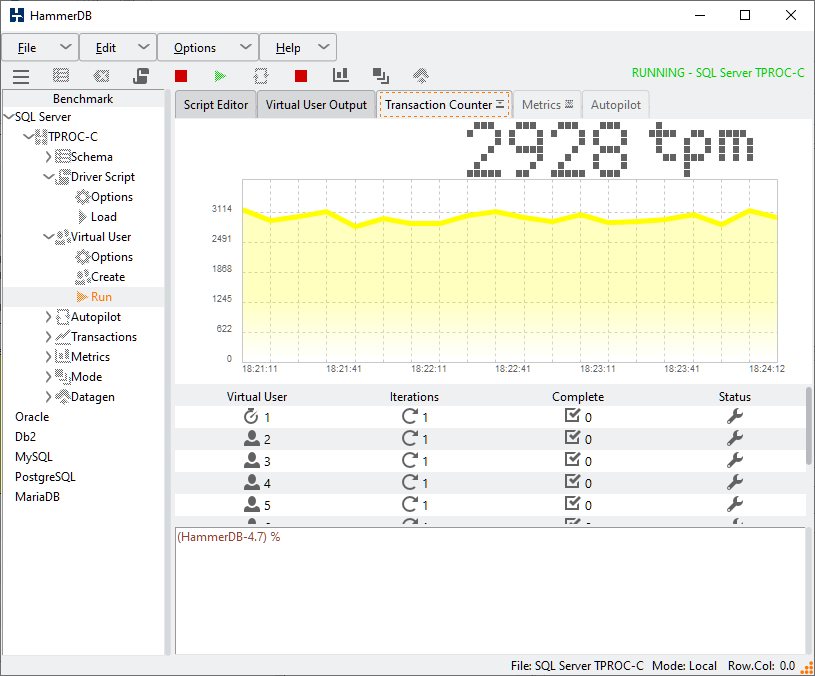 HammerDB
File Edit Options Help
RUNNING - SQL Server TPROC-C
Benchmark
SQL Server
TPROC-C
Schema
Driver Script
Options
Load
Virtual User
Options
Create
Run
Autopilot
Transactions
Metrics
Mode
Datagen
Oracle
Db2
MySQL
PostgreSQL
MariaDB
Script Editor Virtual User Output Transaction Counter Metrics Autopilot
2928 tpm
3114
2491
1868
1245
622
0
18:21:11 18:21:41 18:22:11 18:22:41 18:23:11 18:23:41 18:24:12
Virtual User Iterations Complete Status
1 1 0
2 1 0
3 1 0
4 1 0
5 1 0
(HammerDB-4.7) %
File: SQL Server TPROC-C Mode: Local Row.Col: 0.0